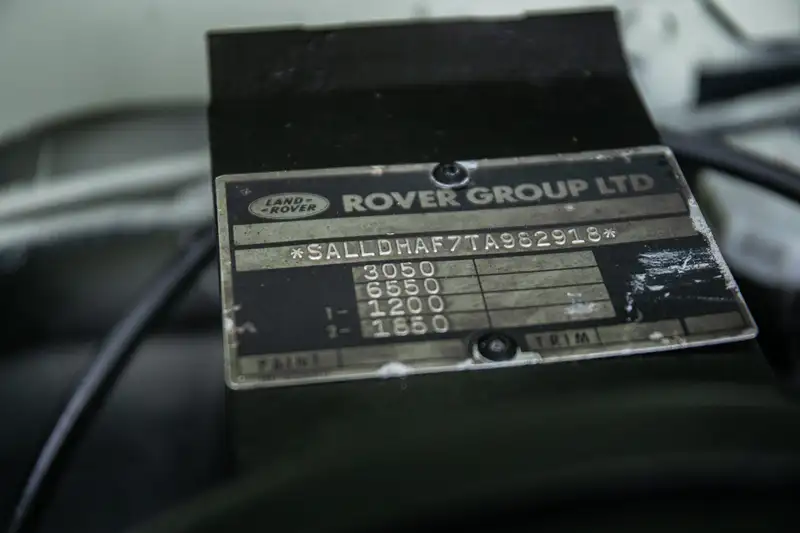 LAND-
-ROVER
ROVER GROUP LTD
*SALLDHAF7TA982918*
3050
6550
1- 1200
2- 1850
PAINT TRIM